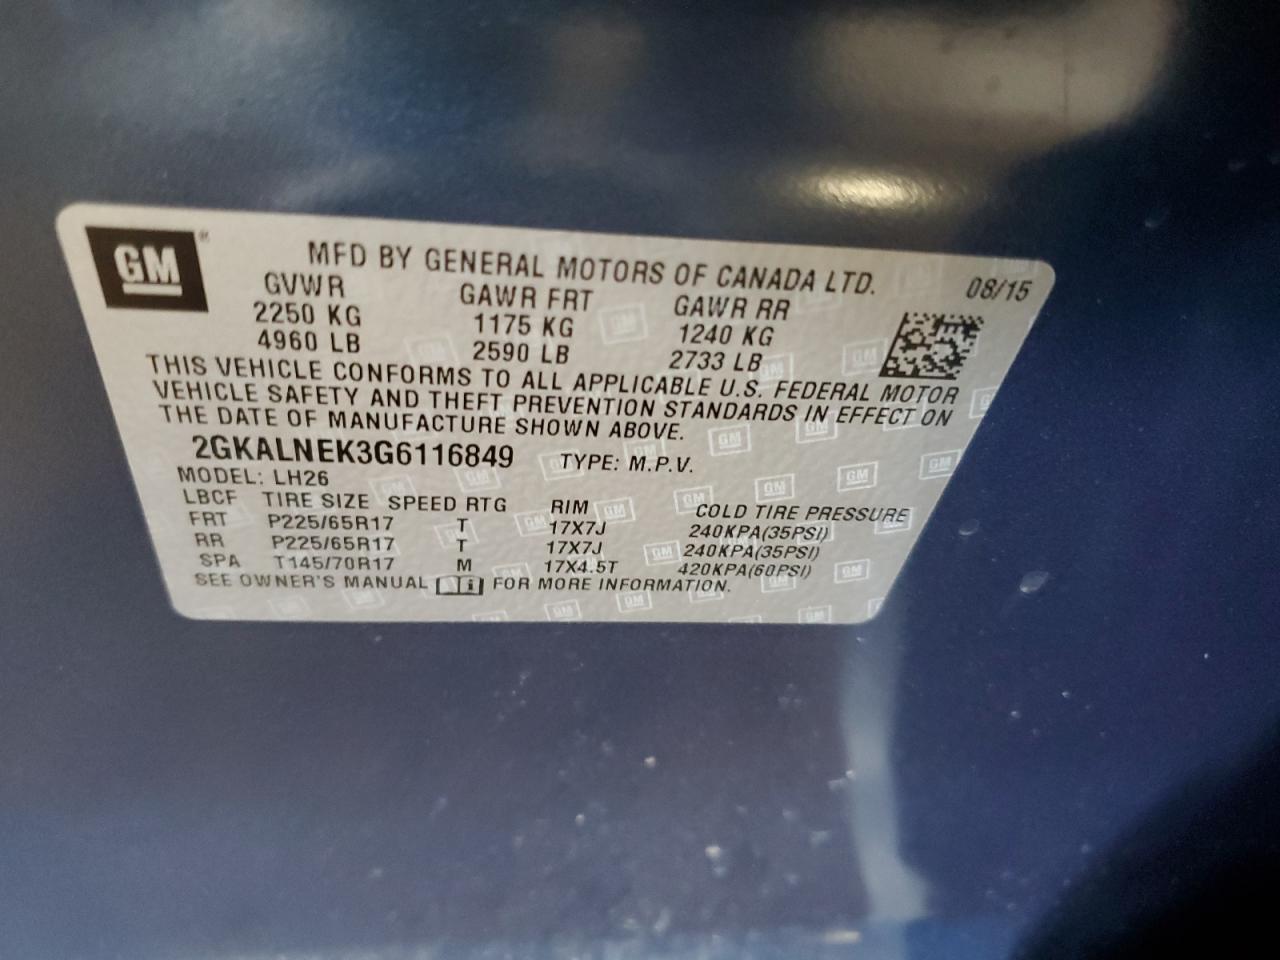 GM®
MFD BY GENERAL MOTORS OF CANADA LTD.
08/15
GVWR GAWR FRT GAWR RR
2250 KG 1175 KG 1240 KG
4960 LB 2590 LB 2733 LB
THIS VEHICLE CONFORMS TO ALL APPLICABLE U.S. FEDERAL MOTOR
VEHICLE SAFETY AND THEFT PREVENTION STANDARDS IN EFFECT ON
THE DATE OF MANUFACTURE SHOWN ABOVE.
2GKALNEK3G6116849 TYPE: M.P.V.
MODEL: LH26
LBCF TIRE SIZE SPEED RTG RIM COLD TIRE PRESSURE
FRT P225/65R17 T 17X7J 240KPA(35PSI)
RR P225/65R17 T 17X7J 240KPA(35PSI)
SPA T145/70R17 M 17X4.5T 420KPA(60PSI)
SEE OWNER'S MANUAL FOR MORE INFORMATION.